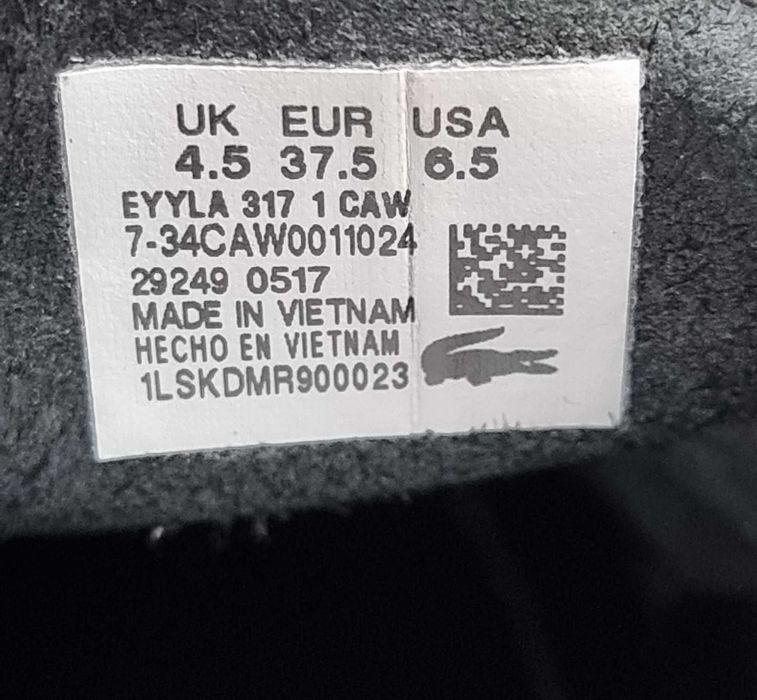 UK EUR USA
4.5 37.5 6.5
EYYLA 317 1 CAW
7-34CAW0011024
29249 0517
MADE IN VIETNAM
HECHO EN VIETNAM
1LSKDMR900023